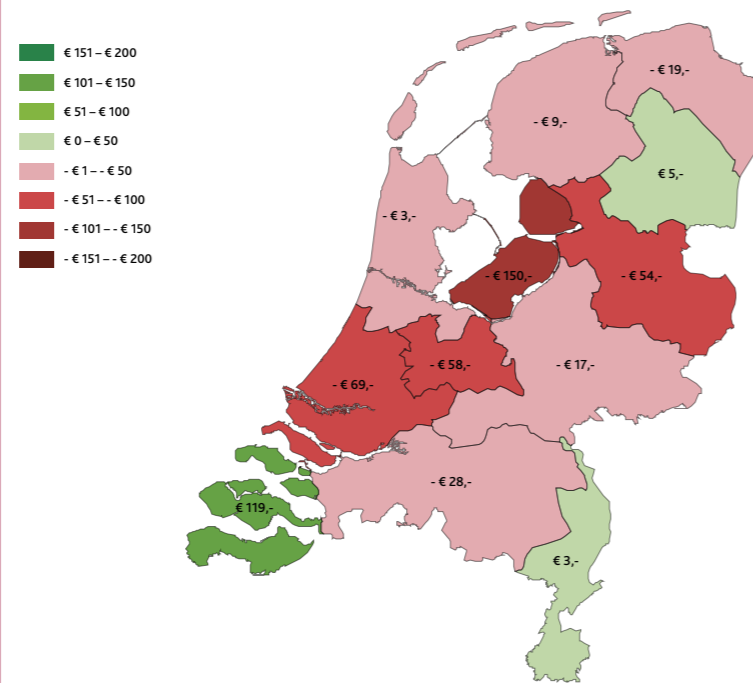 € 151 – € 200
€ 101 – € 150
€ 51 – € 100
€ 0 – € 50
- € 1 – - € 50
- € 51 – - € 100
- € 101 – - € 150
- € 151 – - € 200
- € 19,-
- € 9,-
€ 5,-
- € 3,-
- € 150,-
- € 54,-
- € 58,-
- € 17,-
- € 69,-
- € 28,-
€ 119,-
€ 3,-